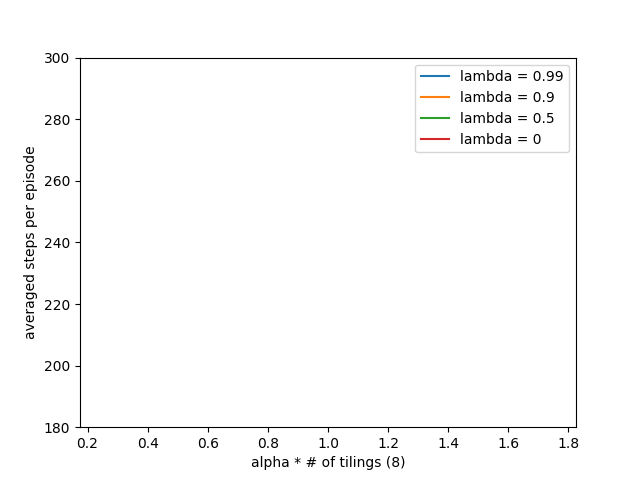 300
280
260
240
220
200
180
averaged steps per episode
lambda = 0.99
lambda = 0.9
lambda = 0.5
lambda = 0
0.2 0.4 0.6 0.8 1.0 1.2 1.4 1.6 1.8
alpha * # of tilings (8)